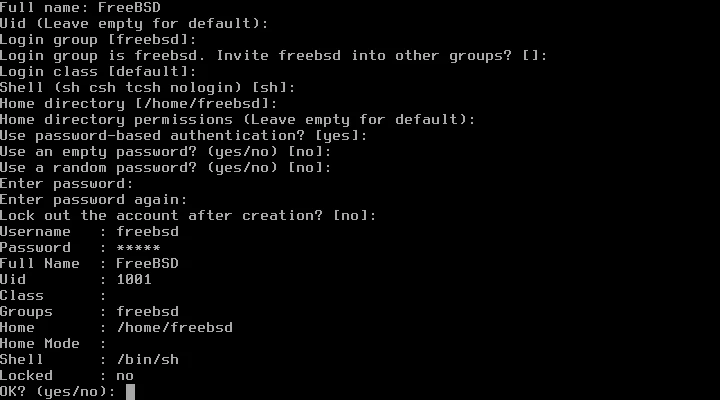 Full name: FreeBSD
Uid (Leave empty for default):
Login group [freebsd]:
Login group is freebsd. Invite freebsd into other groups? []:
Login class [default]:
Shell (sh csh tcsh nologin) [sh]:
Home directory [/home/freebsd]:
Home directory permissions (Leave empty for default):
Use password-based authentication? [yes]:
Use an empty password? (yes/no) [no]:
Use a random password? (yes/no) [no]:
Enter password:
Enter password again:
Lock out the account after creation? [no]:
Username   : freebsd
Password   : *****
Full Name  : FreeBSD
Uid        : 1001
Class      :
Groups     : freebsd
Home       : /home/freebsd
Home Mode  :
Shell      : /bin/sh
Locked     : no
OK? (yes/no):